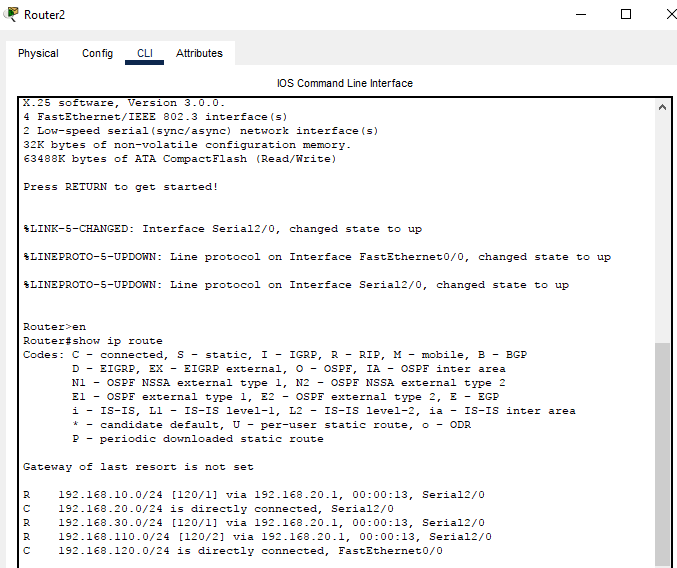 Router2
Physical Config CLI Attributes
IOS Command Line Interface
X.25 software, Version 3.0.0.
4 FastEthernet/IEEE 802.3 interface(s)
2 Low-speed serial(sync/async) network interface(s)
32K bytes of non-volatile configuration memory.
63488K bytes of ATA CompactFlash (Read/Write)
Press RETURN to get started!
%LINK-5-CHANGED: Interface Serial2/0, changed state to up
%LINEPROTO-5-UPDOWN: Line protocol on Interface FastEthernet0/0, changed state to up
%LINEPROTO-5-UPDOWN: Line protocol on Interface Serial2/0, changed state to up
Router>en
Router#show ip route
Codes: C - connected, S - static, I - IGRP, R - RIP, M - mobile, B - BGP
D - EIGRP, EX - EIGRP external, O - OSPF, IA - OSPF inter area
N1 - OSPF NSSA external type 1, N2 - OSPF NSSA external type 2
E1 - OSPF external type 1, E2 - OSPF external type 2, E - EGP
i - IS-IS, L1 - IS-IS level-1, L2 - IS-IS level-2, ia - IS-IS inter area
* - candidate default, U - per-user static route, o - ODR
P - periodic downloaded static route
Gateway of last resort is not set
R 192.168.10.0/24 [120/1] via 192.168.20.1, 00:00:13, Serial2/0
C 192.168.20.0/24 is directly connected, Serial2/0
R 192.168.30.0/24 [120/1] via 192.168.20.1, 00:00:13, Serial2/0
R 192.168.110.0/24 [120/2] via 192.168.20.1, 00:00:13, Serial2/0
C 192.168.120.0/24 is directly connected, FastEthernet0/0